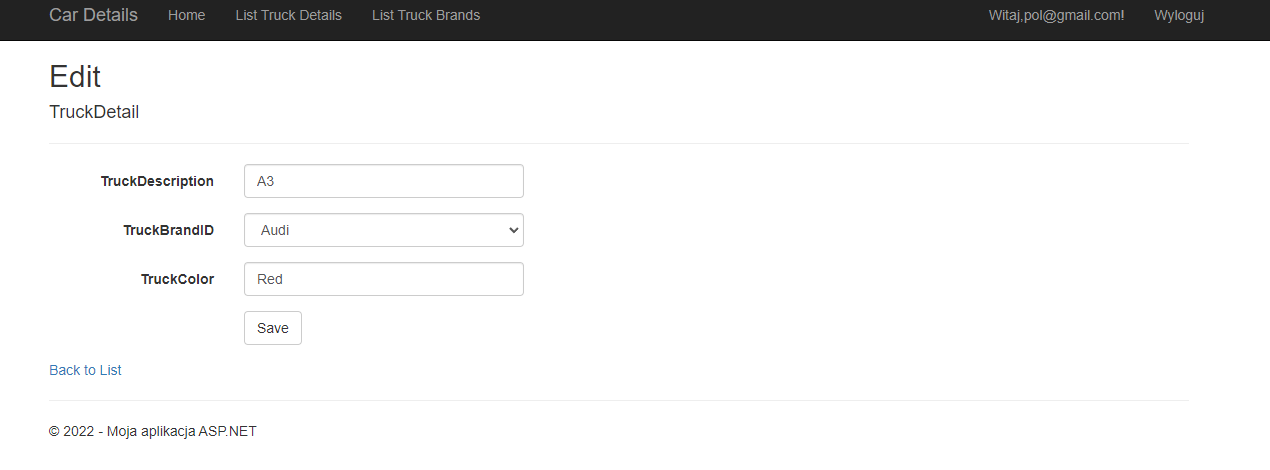 Car Details Home List Truck Details List Truck Brands Witaj,pol@gmail.com! Wyloguj
Edit
TruckDetail
TruckDescription A3
TruckBrandID Audi
TruckColor Red
Save
Back to List
© 2022 - Moja aplikacja ASP.NET